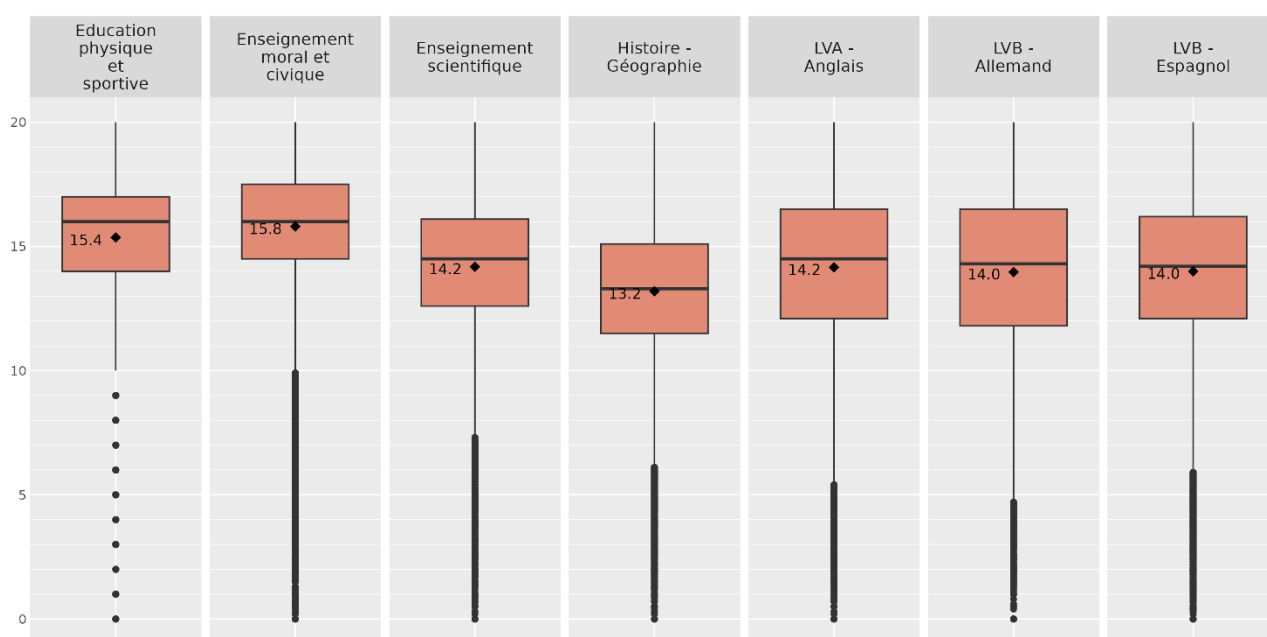 Education
physique
et
sportive
Enseignement
moral et
civique
Enseignement
scientifique
Histoire -
Géographie
LVA -
Anglais
LVB -
Allemand
LVB -
Espagnol
20
15
10
5
0
15.4
15.8
14.2
13.2
14.2
14.0
14.0